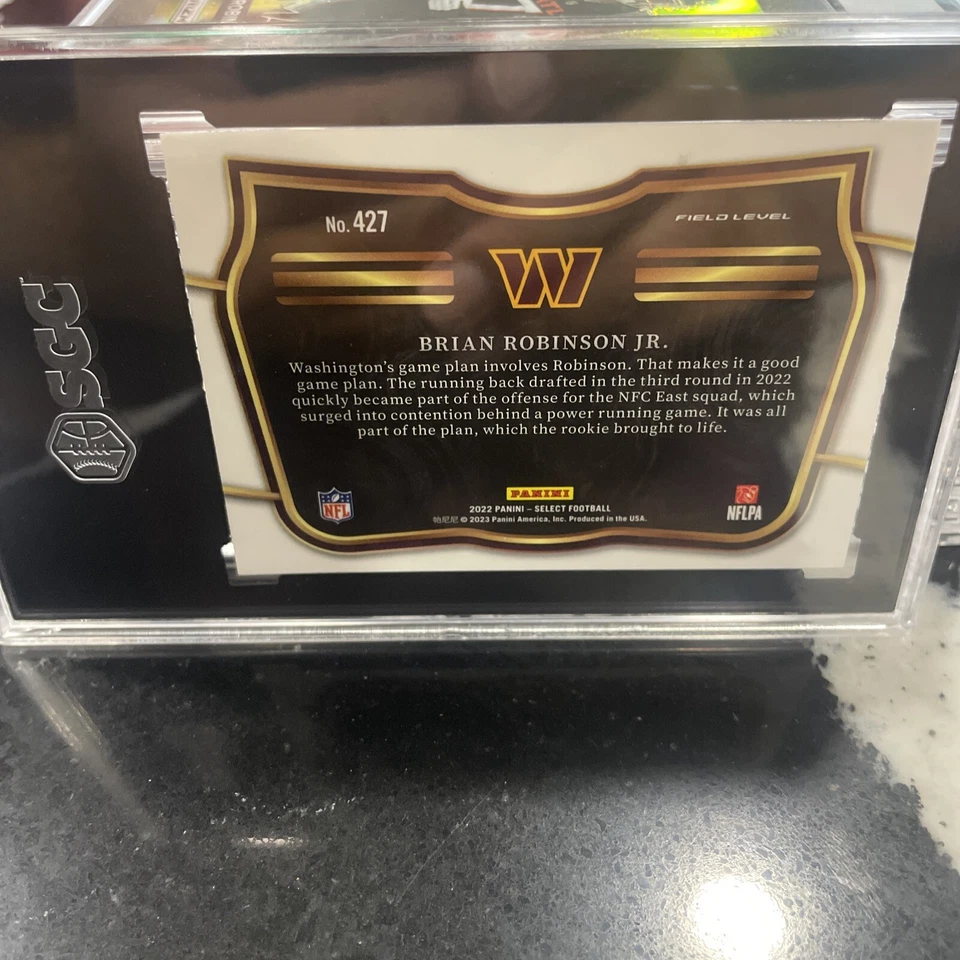 No. 427
FIELD LEVEL
W
BRIAN ROBINSON JR.
Washington's game plan involves Robinson. That makes it a good
game plan. The running back drafted in the third round in 2022
quickly became part of the offense for the NFC East squad, which
surged into contention behind a power running game. It was all
part of the plan, which the rookie brought to life.
PANINI
2022 PANINI – SELECT FOOTBALL
帕尼尼 © 2023 Panini America, Inc. Produced in the USA.
NFL
NFLPA
SGC